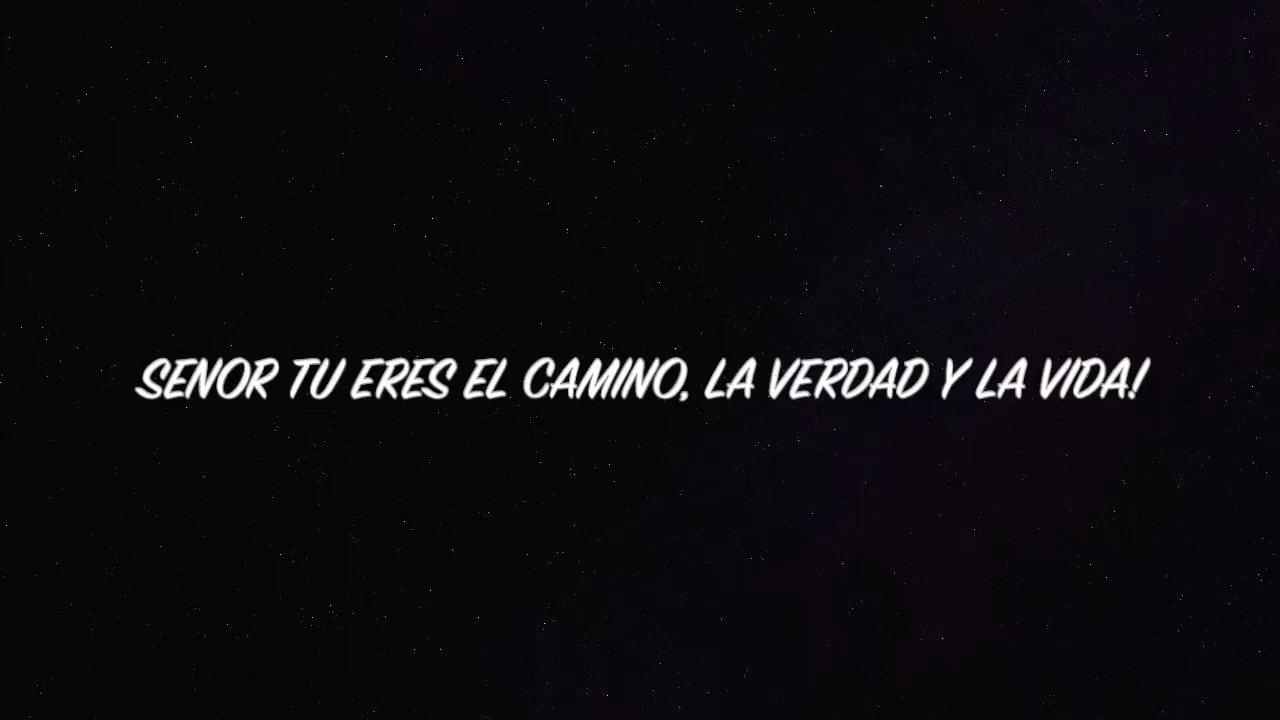 SENOR TU ERES EL CAMINO, LA VERDAD Y LA VIDA!